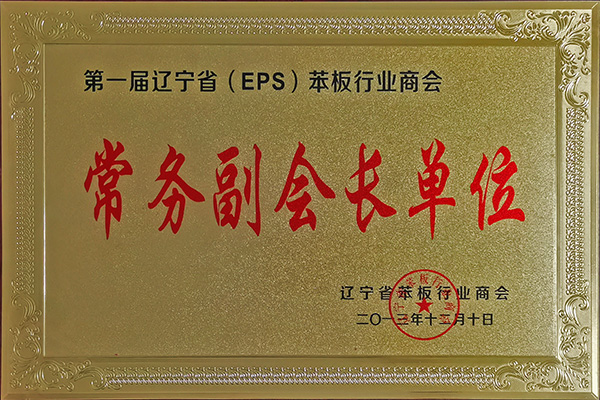 第一届辽宁省（EPS）苯板行业商会
常务副会长单位
辽宁省苯板行业商会
二〇一三年十二月十日